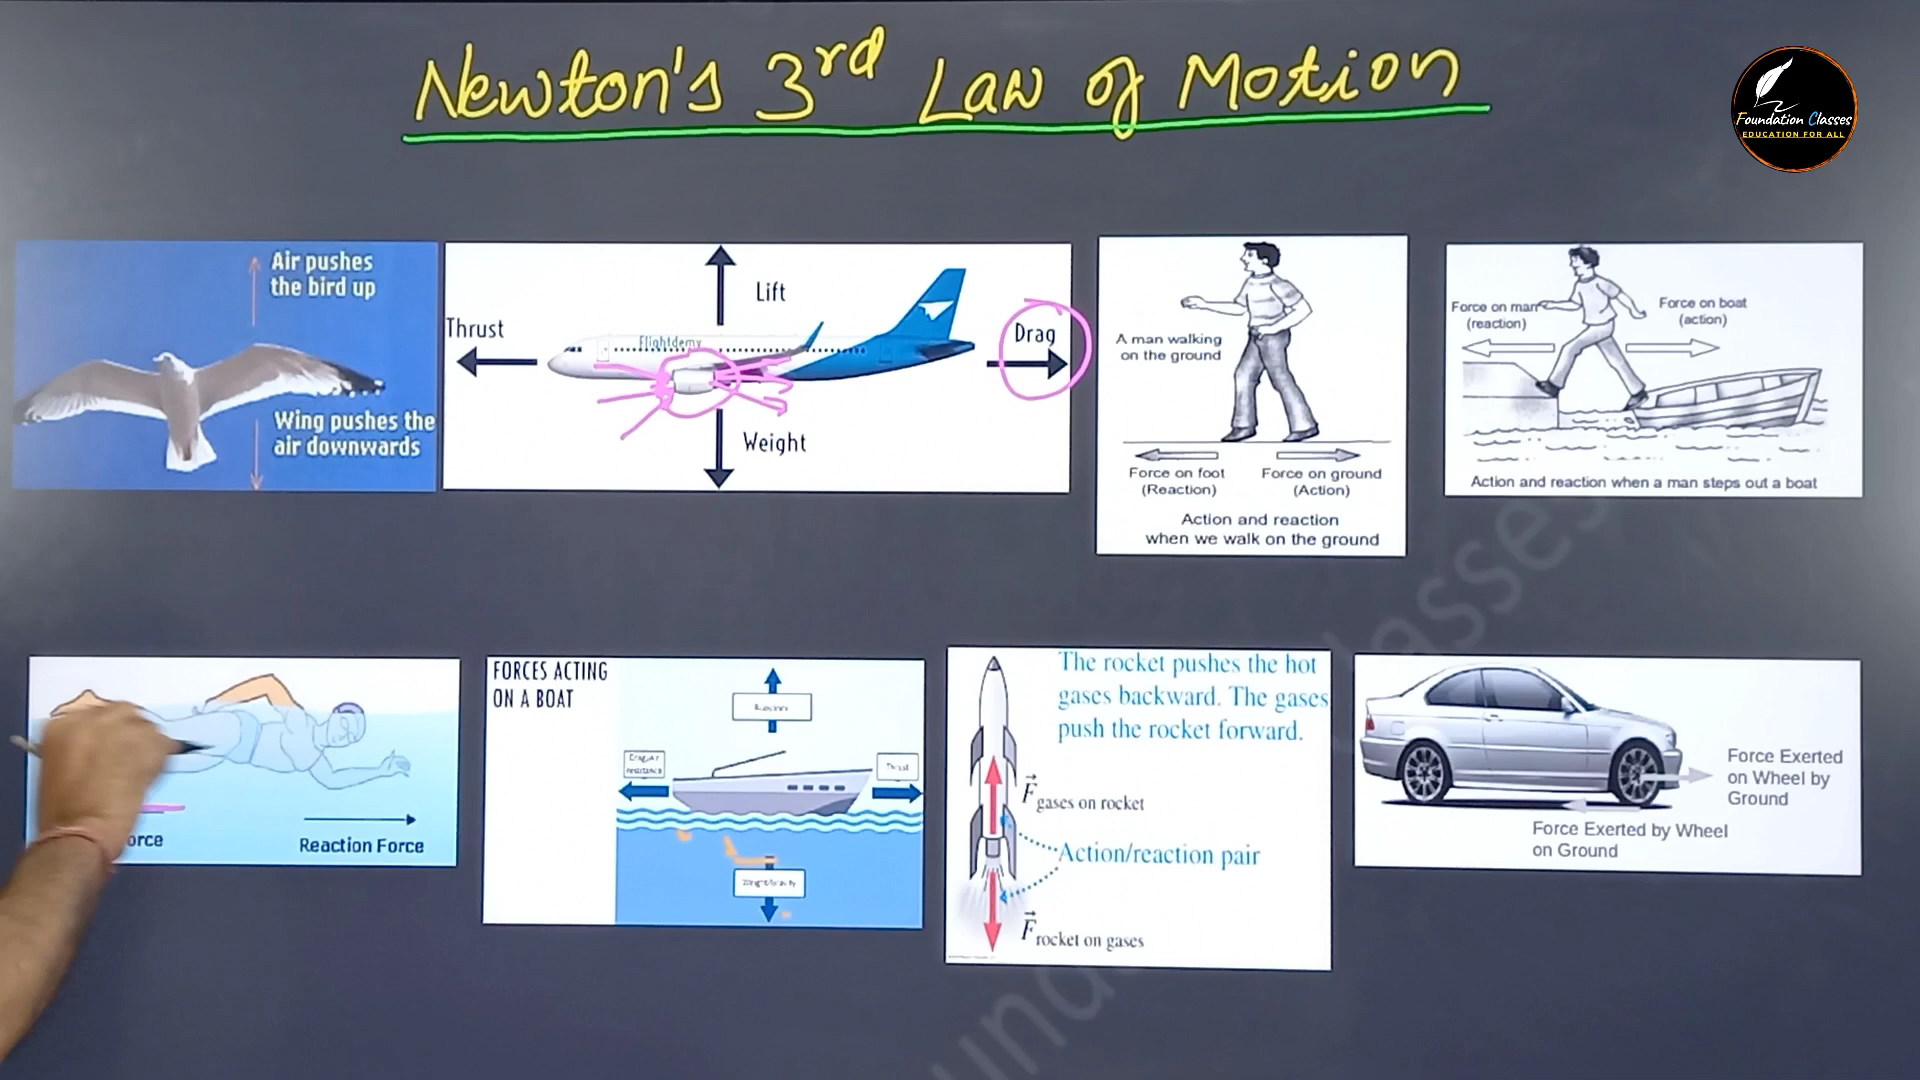 Newton's 3rd Law of Motion
Foundation Classes
EDUCATION FOR ALL
Air pushes
the bird up
Wing pushes the
air downwards
Lift
Thrust
Flightdemy
Drag
Weight
A man walking
on the ground
Force on foot
(Reaction)
Force on ground
(Action)
Action and reaction
when we walk on the ground
Force on man
(reaction)
Force on boat
(action)
Action and reaction when a man steps out a boat
orce
Reaction Force
FORCES ACTING
ON A BOAT
resistance
Thrust
The rocket pushes the hot
gases backward. The gases
push the rocket forward.
F gases on rocket
Action/reaction pair
F rocket on gases
Force Exerted
on Wheel by
Ground
Force Exerted by Wheel
on Ground
asses
und